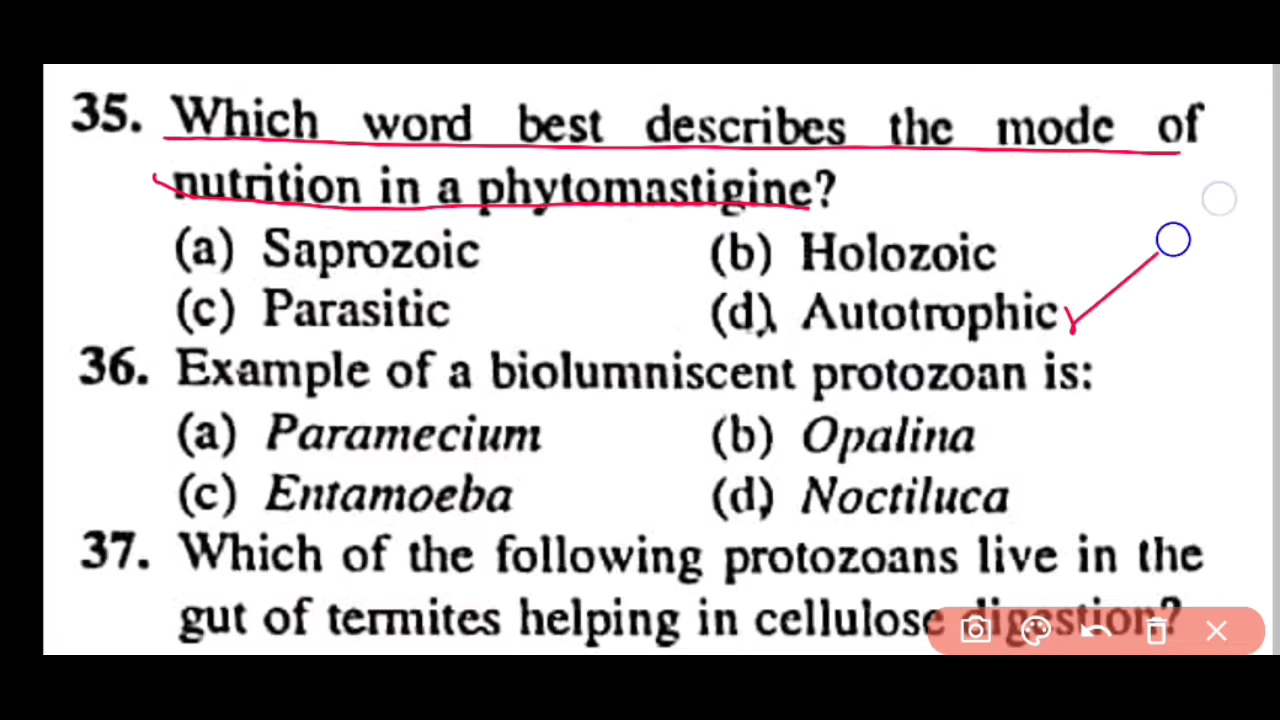 35. Which word best describes the mode of
nutrition in a phytomastigine?
(a) Saprozoic (b) Holozoic
(c) Parasitic (d) Autotrophic
36. Example of a biolumniscent protozoan is:
(a) Paramecium (b) Opalina
(c) Entamoeba (d) Noctiluca
37. Which of the following protozoans live in the
gut of termites helping in cellulose digestion?